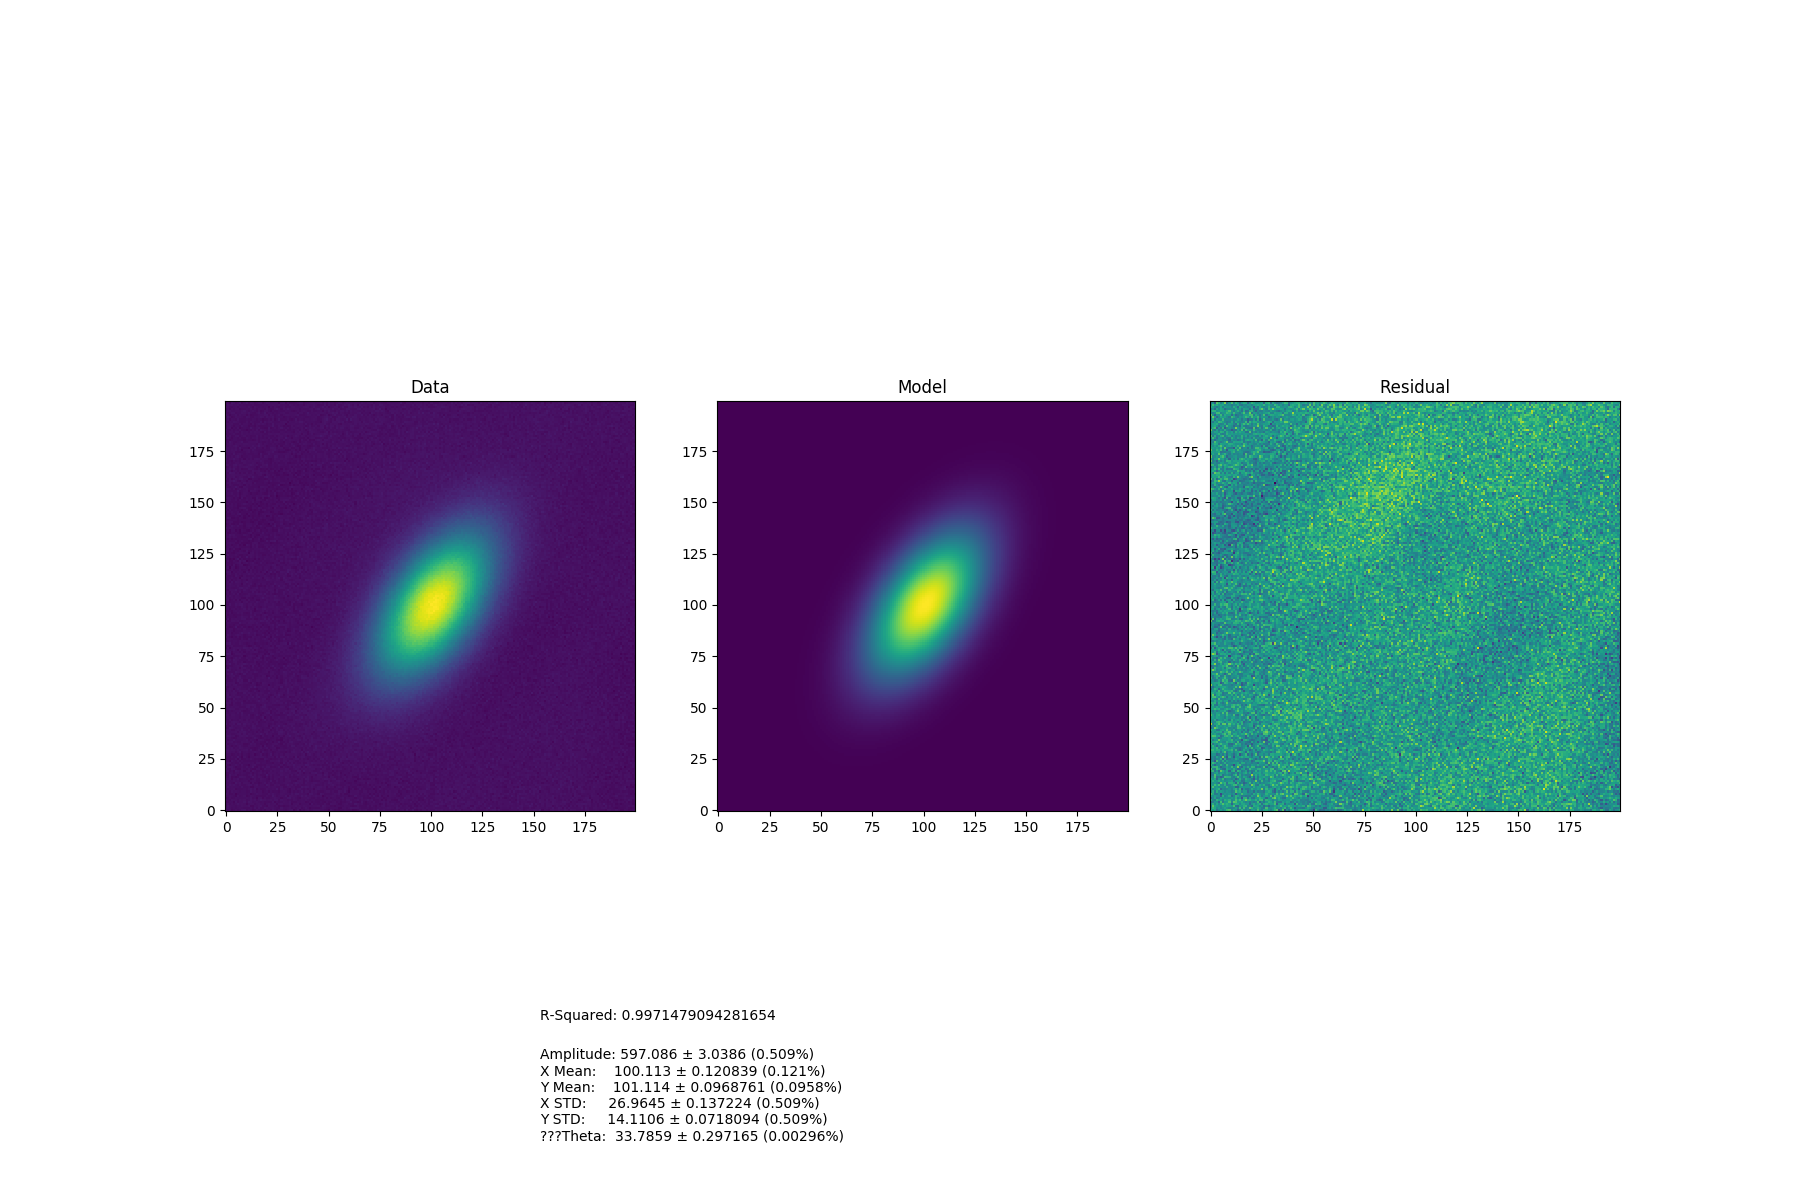 Data
Model
Residual
175
150
125
100
75
50
25
0
0 25 50 75 100 125 150 175
175
150
125
100
75
50
25
0
0 25 50 75 100 125 150 175
175
150
125
100
75
50
25
0
0 25 50 75 100 125 150 175
R-Squared: 0.9971479094281654
Amplitude: 597.086 ± 3.0386 (0.509%)
X Mean: 100.113 ± 0.120839 (0.121%)
Y Mean: 101.114 ± 0.0968761 (0.0958%)
X STD: 26.9645 ± 0.137224 (0.509%)
Y STD: 14.1106 ± 0.0718094 (0.509%)
???Theta: 33.7859 ± 0.297165 (0.00296%)